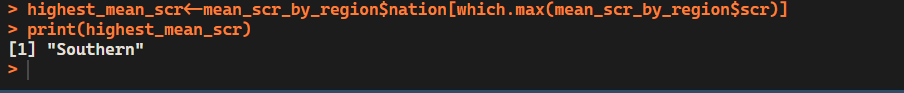 > highest_mean_scr<-mean_scr_by_region$nation[which.max(mean_scr_by_region$scr)]
> print(highest_mean_scr)
[1] "Southern"
>